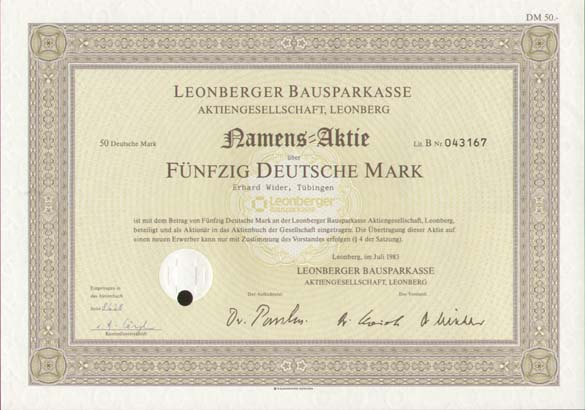 DM 50.-
LEONBERGER BAUSPARKASSE
AKTIENGESELLSCHAFT, LEONBERG
50 Deutsche Mark
Namens=Aktie
Lit. B Nr. 043167
über
FÜNFZIG DEUTSCHE MARK
Erhard Wider, Tübingen
Leonberger
Bausparkasse
ist mit dem Betrag von Fünfzig Deutsche Mark an der Leonberger Bausparkasse Aktiengesellschaft, Leonberg,
beteiligt und als Aktionär in das Aktienbuch der Gesellschaft eingetragen. Die Übertragung dieser Aktie auf
einen neuen Erwerber kann nur mit Zustimmung des Vorstandes erfolgen (§ 4 der Satzung).
Leonberg, im Juli 1983
LEONBERGER BAUSPARKASSE
AKTIENGESELLSCHAFT, LEONBERG
Eingetragen in
das Aktienbuch
Seite
Der Aufsichtsrat
Der Vorstand
Kontrollunterschrift